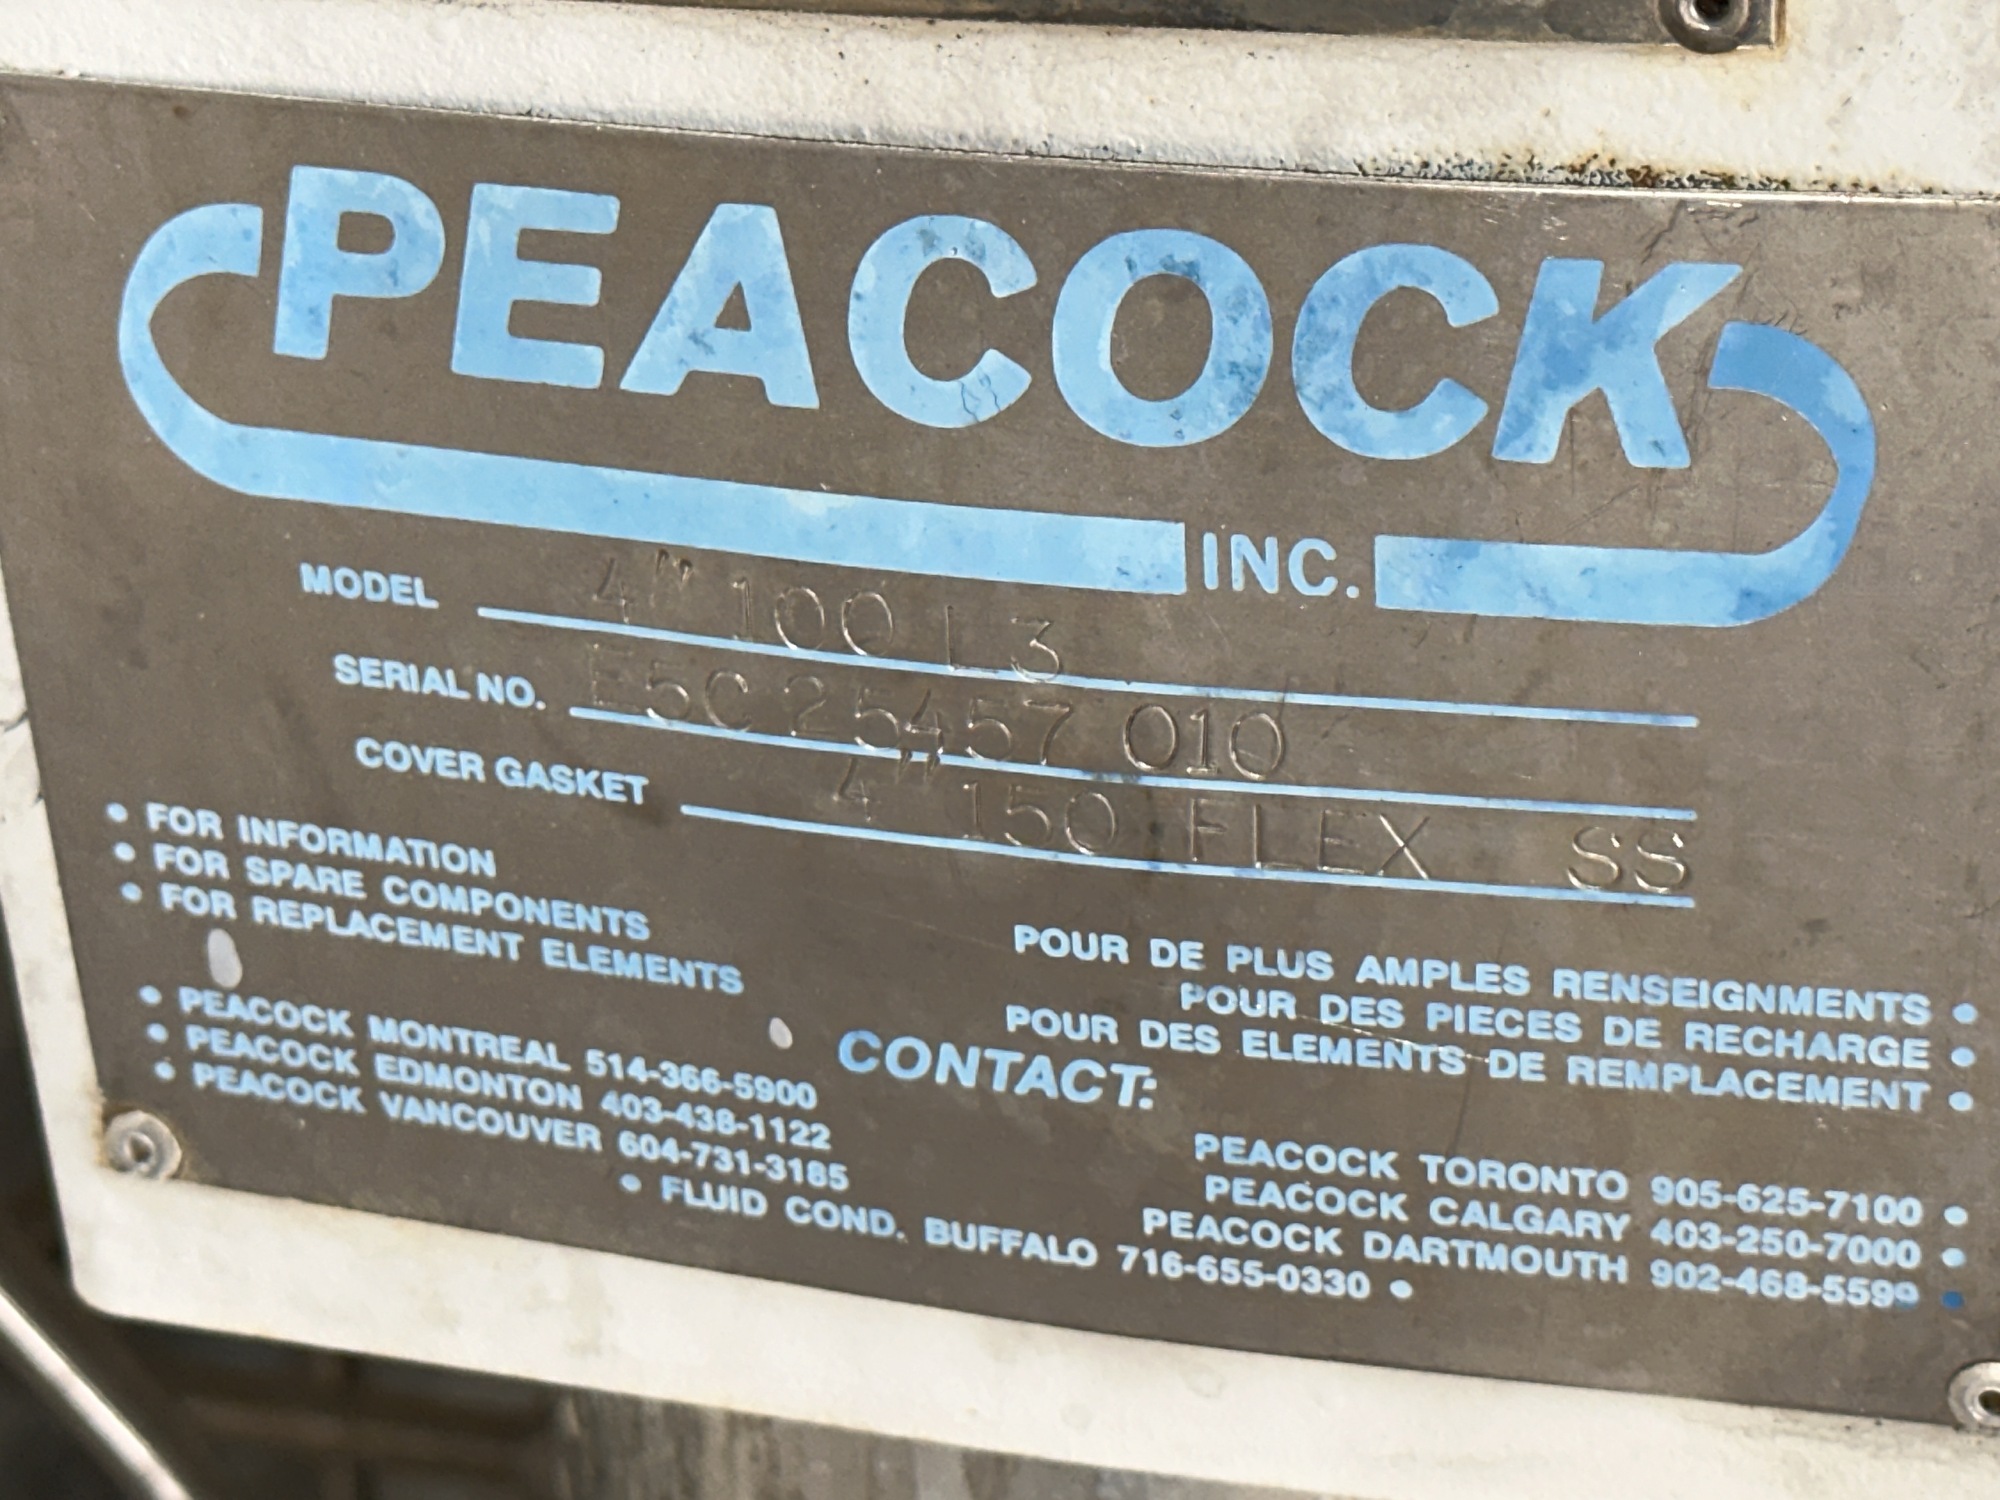 PEACOCK
INC.
MODEL 4" 100 L3
SERIAL NO. E5C 25457 010
COVER GASKET 4" 150 FLEX SS
• FOR INFORMATION
• FOR SPARE COMPONENTS
• FOR REPLACEMENT ELEMENTS
POUR DE PLUS AMPLES RENSEIGNMENTS •
POUR DES PIECES DE RECHARGE •
POUR DES ELEMENTS DE REMPLACEMENT •
CONTACT:
• PEACOCK MONTREAL 514-366-5900
• PEACOCK EDMONTON 403-438-1122
• PEACOCK VANCOUVER 604-731-3185
PEACOCK TORONTO 905-625-7100 •
PEACOCK CALGARY 403-250-7000 •
PEACOCK DARTMOUTH 902-468-5599 •
• FLUID COND. BUFFALO 716-655-0330 •